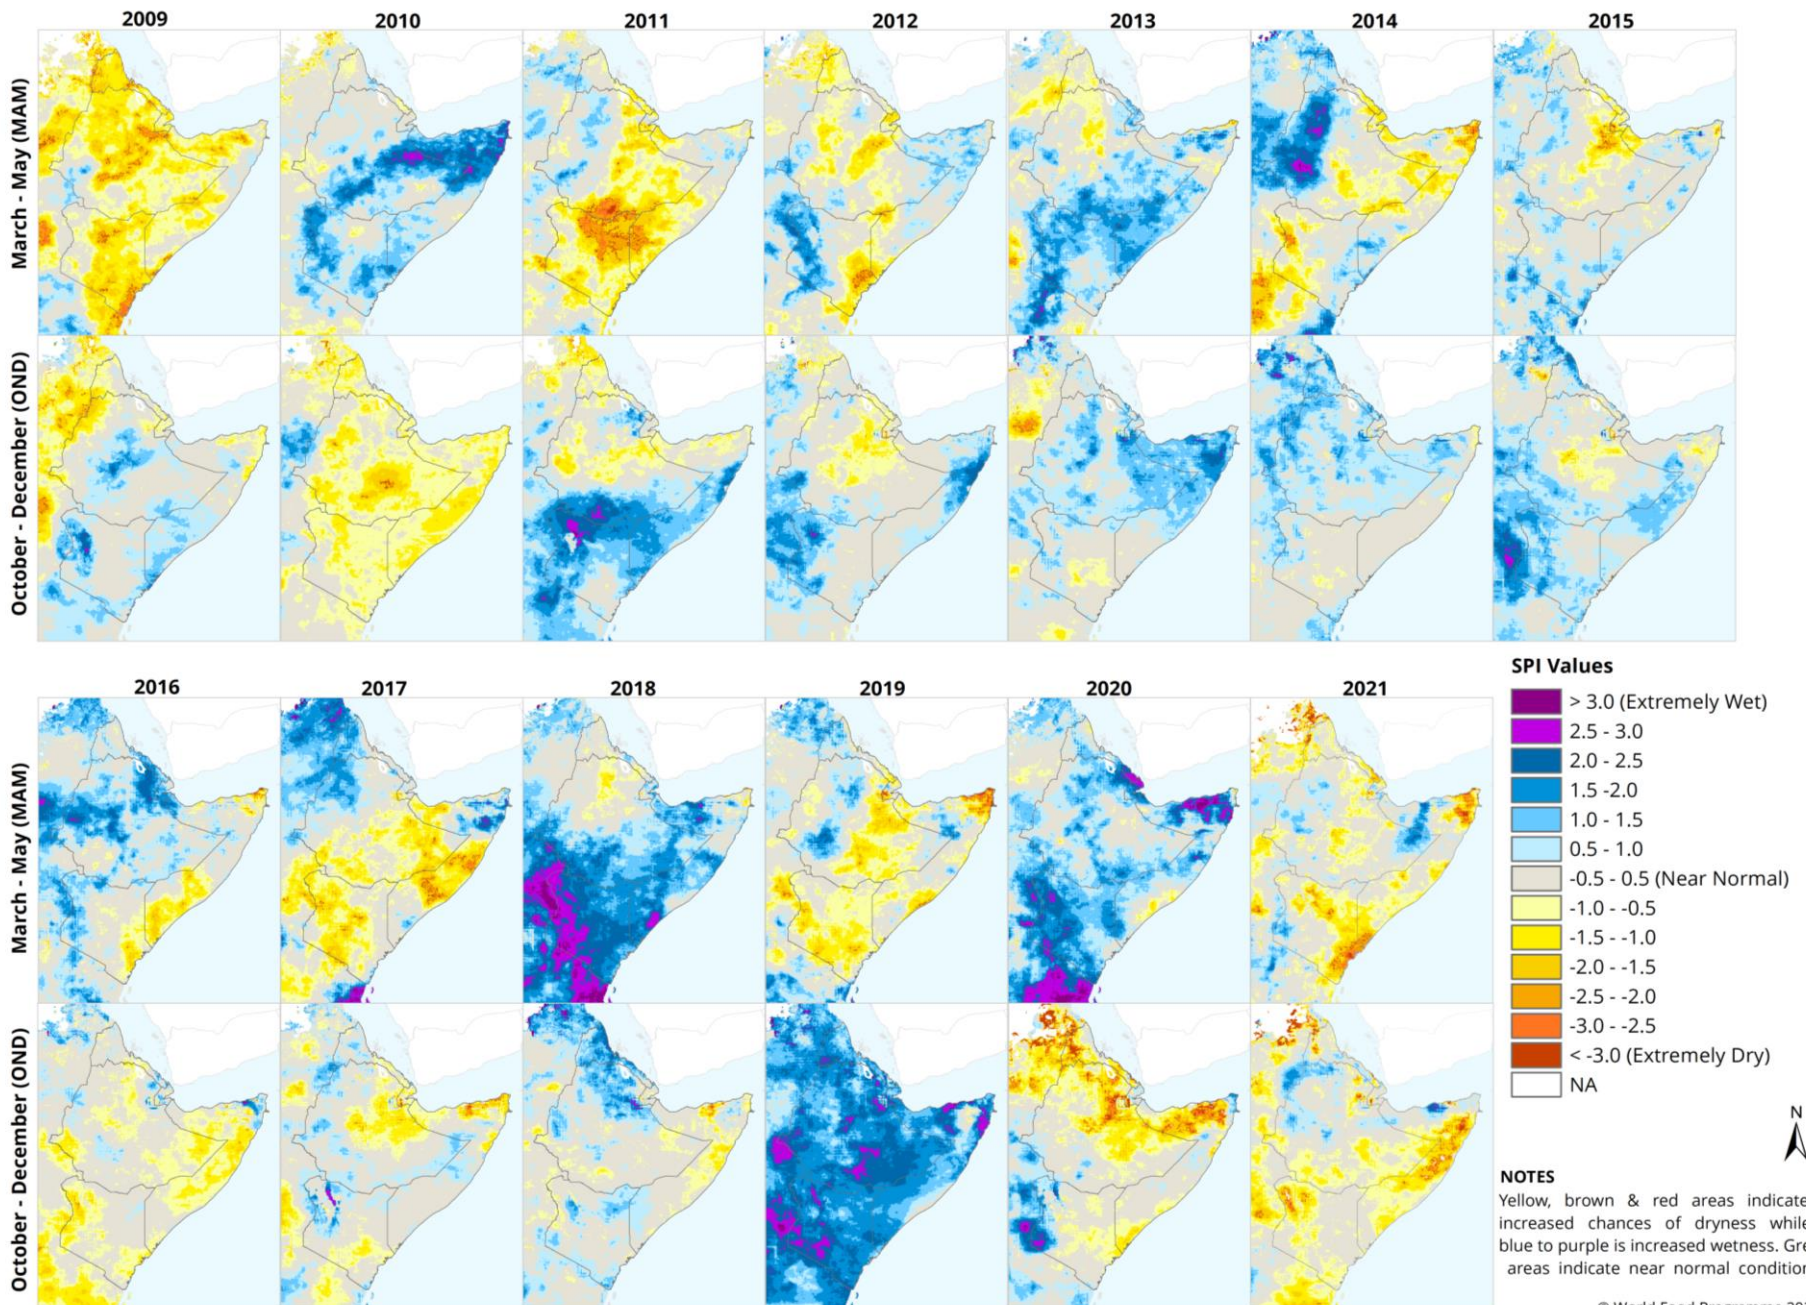 2009 2010 2011 2012 2013 2014 2015
March - May (MAM)
October - December (OND)
2016 2017 2018 2019 2020 2021
March - May (MAM)
October - December (OND)
SPI Values
> 3.0 (Extremely Wet)
2.5 - 3.0
2.0 - 2.5
1.5 -2.0
1.0 - 1.5
0.5 - 1.0
-0.5 - 0.5 (Near Normal)
-1.0 - -0.5
-1.5 - -1.0
-2.0 - -1.5
-2.5 - -2.0
-3.0 - -2.5
< -3.0 (Extremely Dry)
NA
N
NOTES
Yellow, brown & red areas indicate
increased chances of dryness while
blue to purple is increased wetness. Gre
areas indicate near normal condition
© World Food Programme